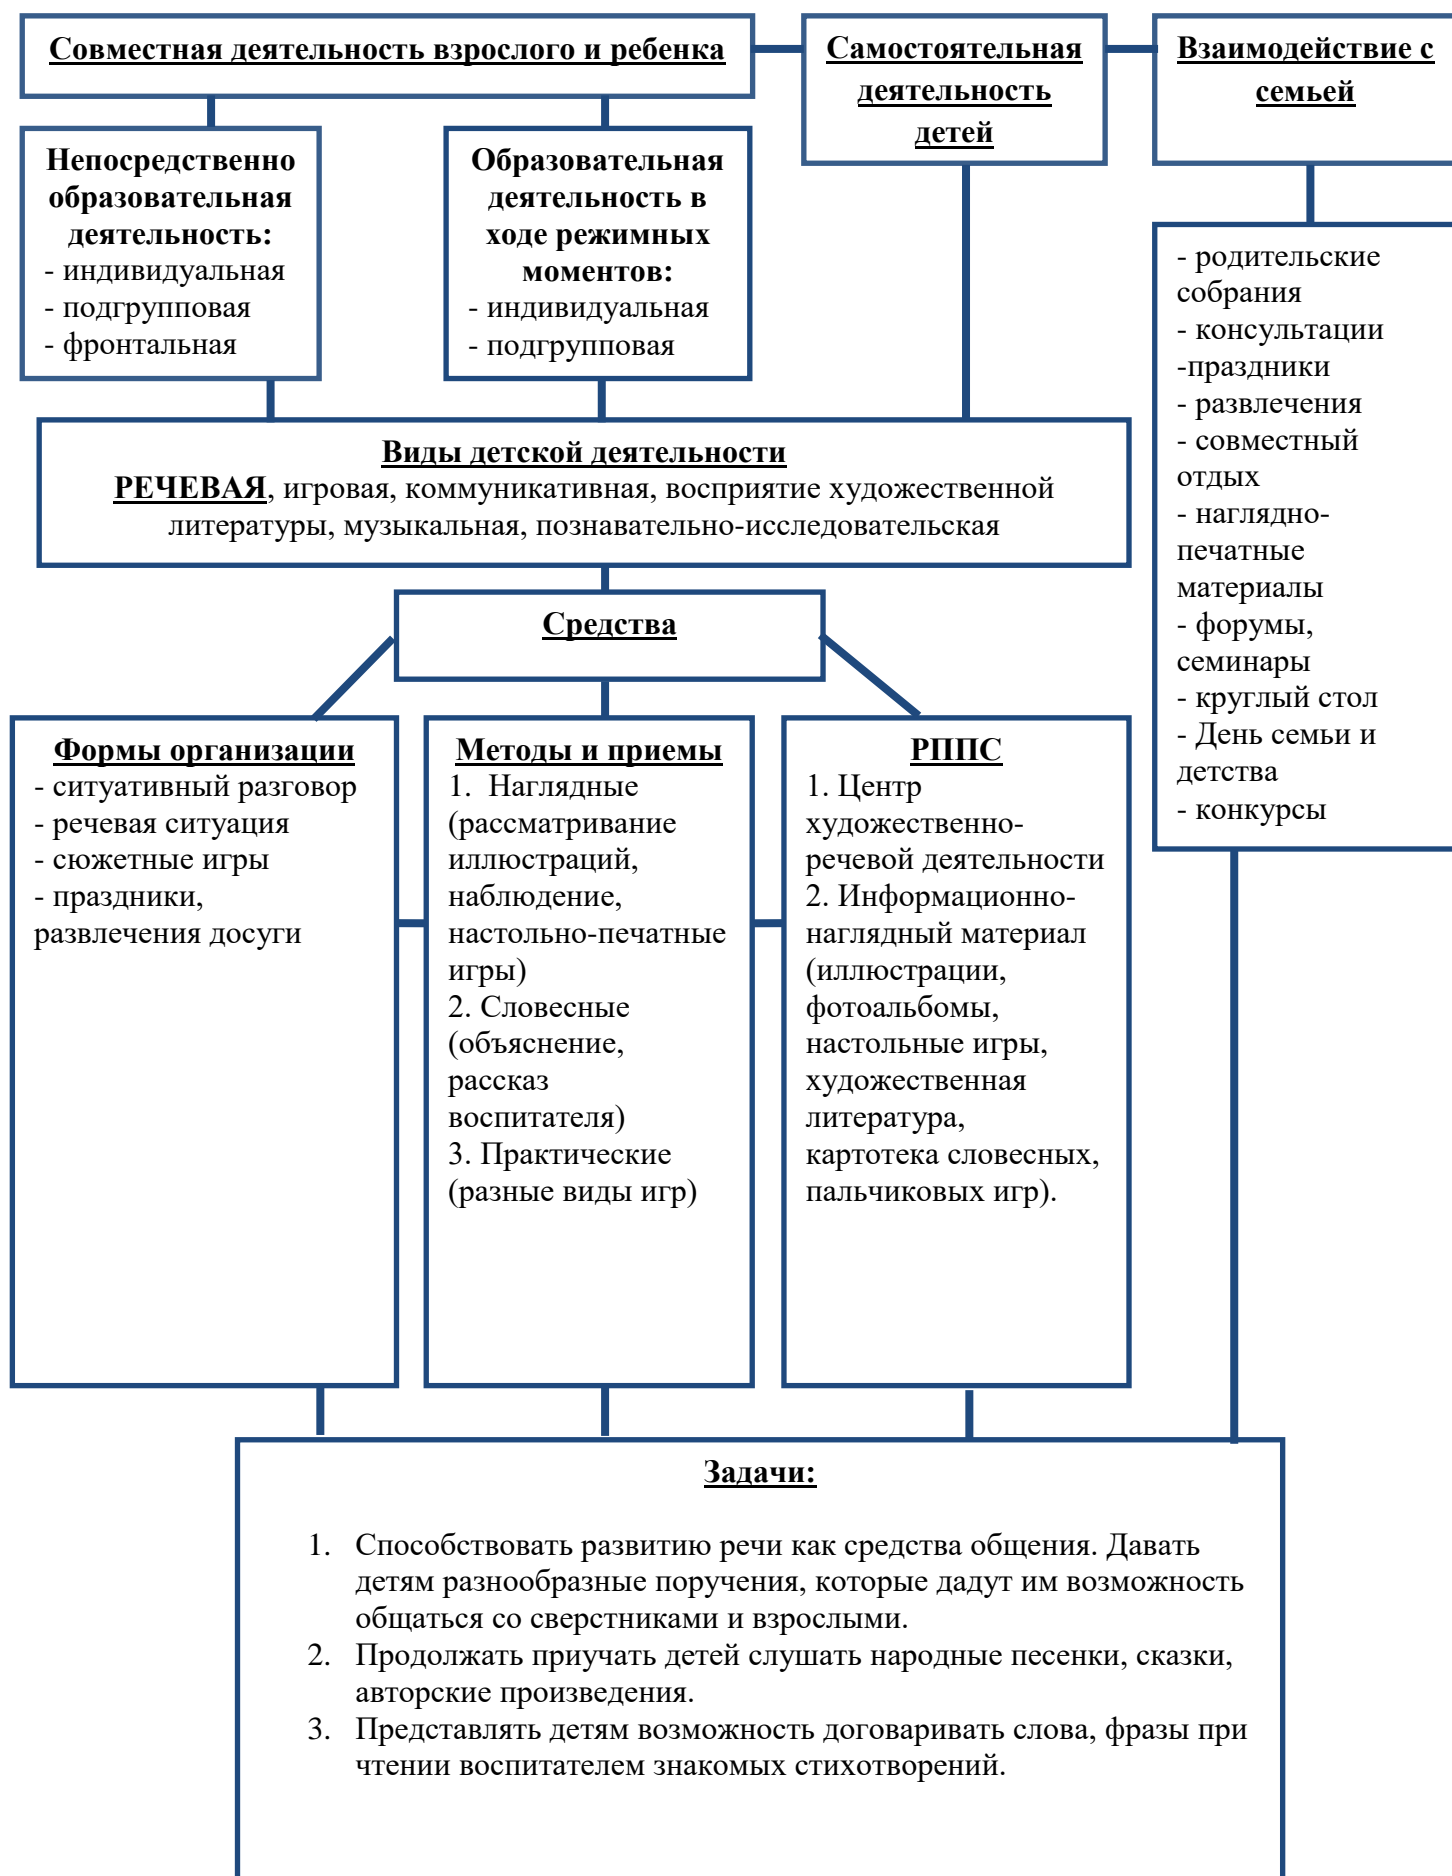 Совместная деятельность взрослого и ребенка
Самостоятельная
деятельность
детей
Взаимодействие с
семьей
Непосредственно
образовательная
деятельность:
- индивидуальная
- подгрупповая
- фронтальная
Образовательная
деятельность в
ходе режимных
моментов:
- индивидуальная
- подгрупповая
- родительские
собрания
- консультации
-праздники
- развлечения
- совместный
отдых
- наглядно-
печатные
материалы
- форумы,
семинары
- круглый стол
- День семьи и
детства
- конкурсы
Виды детской деятельности
РЕЧЕВАЯ, игровая, коммуникативная, восприятие художественной
литературы, музыкальная, познавательно-исследовательская
Средства
Формы организации
- ситуативный разговор
- речевая ситуация
- сюжетные игры
- праздники,
развлечения досуги
Методы и приемы
1. Наглядные
(рассматривание
иллюстраций,
наблюдение,
настольно-печатные
игры)
2. Словесные
(объяснение,
рассказ
воспитателя)
3. Практические
(разные виды игр)
РППС
1. Центр
художественно-
речевой деятельности
2. Информационно-
наглядный материал
(иллюстрации,
фотоальбомы,
настольные игры,
художественная
литература,
картотека словесных,
пальчиковых игр).
Задачи:
1. Способствовать развитию речи как средства общения. Давать
детям разнообразные поручения, которые дадут им возможность
общаться со сверстниками и взрослыми.
2. Продолжать приучать детей слушать народные песенки, сказки,
авторские произведения.
3. Представлять детям возможность договаривать слова, фразы при
чтении воспитателем знакомых стихотворений.